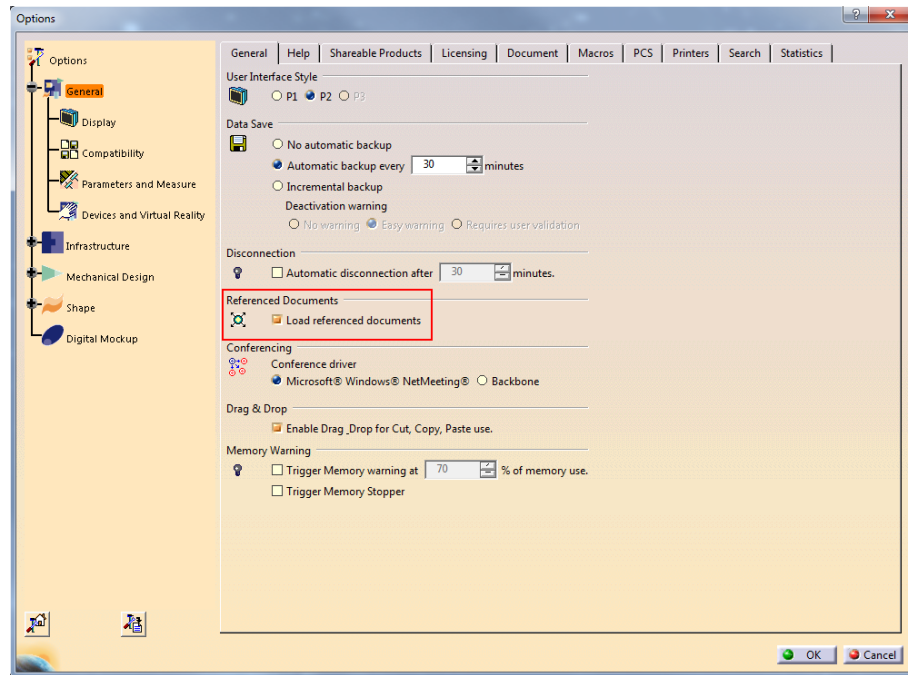 Options
Options
General
Display
Compatibility
Parameters and Measure
Devices and Virtual Reality
Infrastructure
Mechanical Design
Shape
Digital Mockup
General Help Shareable Products Licensing Document Macros PCS Printers Search Statistics
User Interface Style
P1 P2 P3
Data Save
No automatic backup
Automatic backup every 30 minutes
Incremental backup
Deactivation warning
No warning Easy warning Requires user validation
Disconnection
Automatic disconnection after 30 minutes.
Referenced Documents
Load referenced documents
Conferencing
Conference driver
Microsoft® Windows® NetMeeting® Backbone
Drag & Drop
Enable Drag_Drop for Cut, Copy, Paste use.
Memory Warning
Trigger Memory warning at 70 % of memory use.
Trigger Memory Stopper
OK Cancel